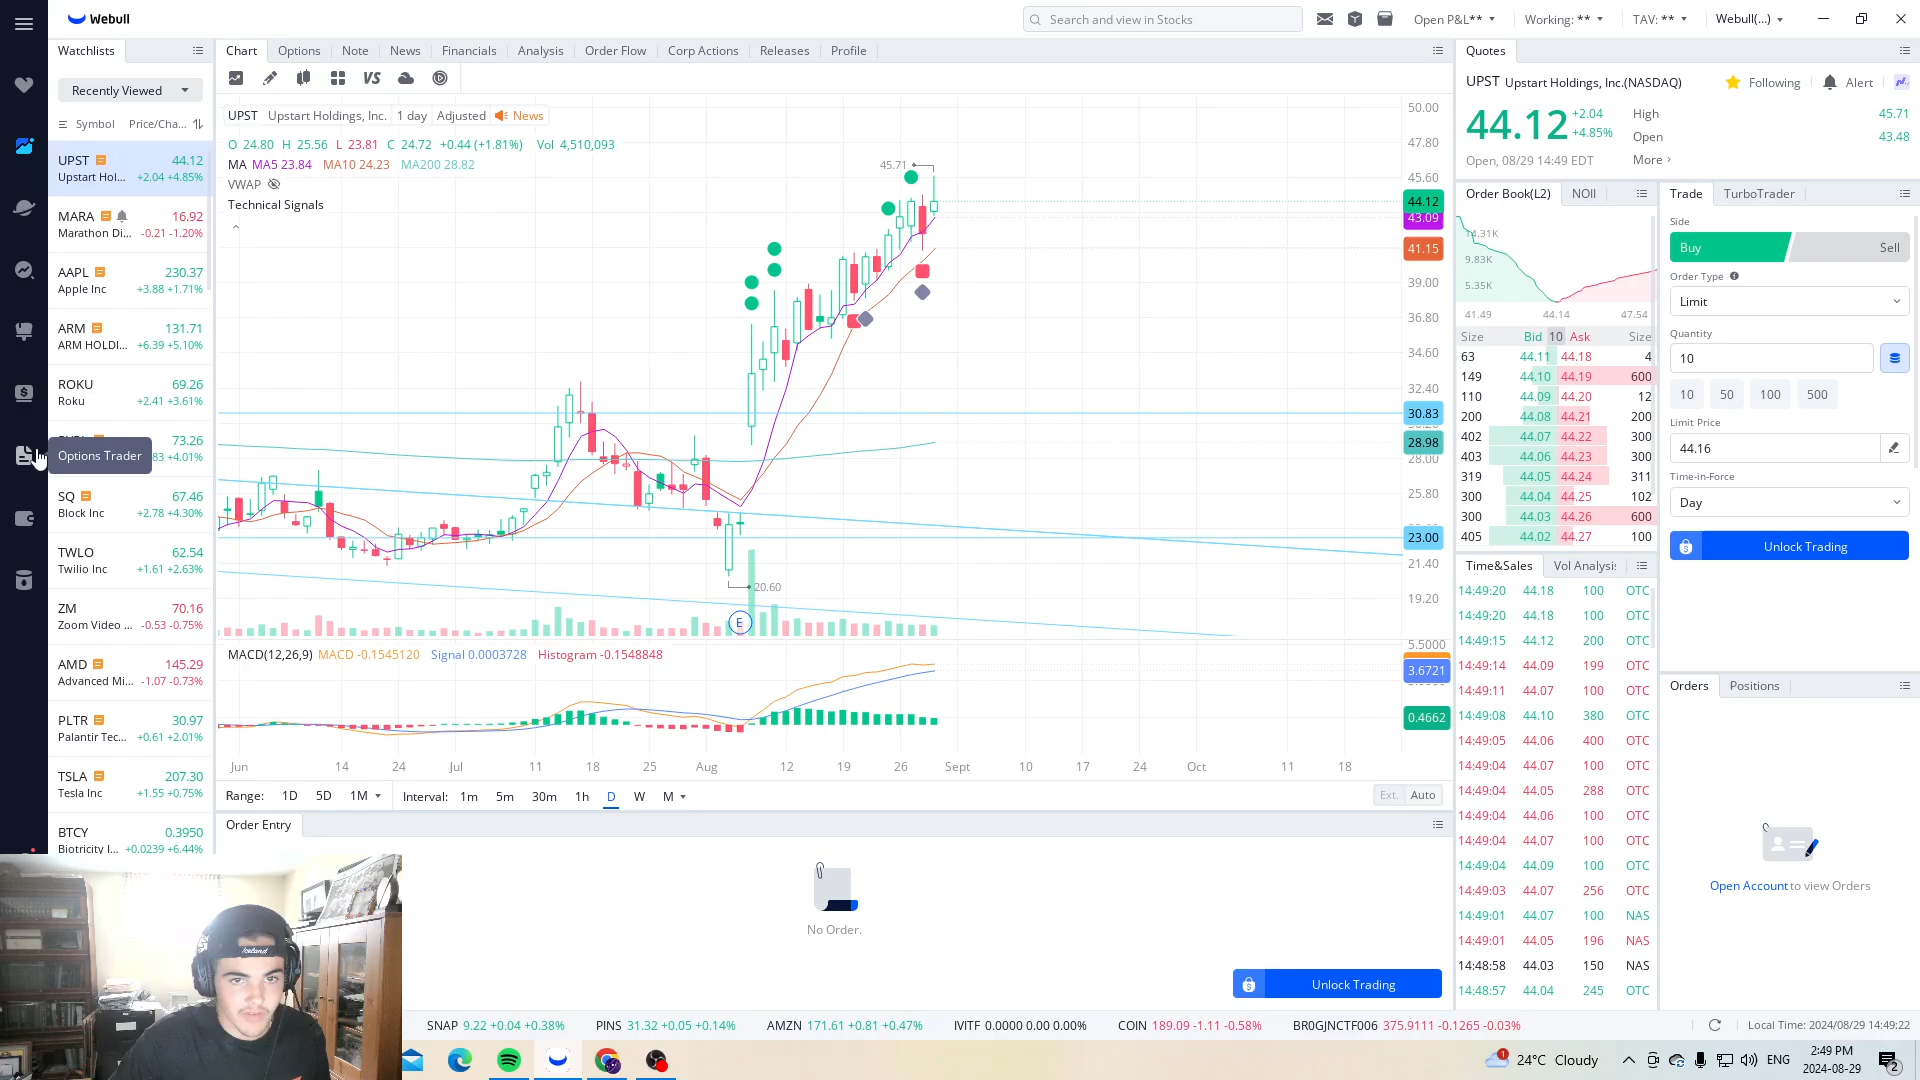 Webull
Search and view in Stocks
Open P&L**
Working: **
TAV: **
Webull(...)
Watchlists
Chart
Options
Note
News
Financials
Analysis
Order Flow
Corp Actions
Releases
Profile
Quotes
Recently Viewed
VS
Symbol Price/Cha...
UPST 44.12
Upstart Hol... +2.04 +4.85%
MARA 16.92
Marathon Di... -0.21 -1.20%
AAPL 230.37
Apple Inc +3.88 +1.71%
ARM 131.71
ARM HOLDI... +6.39 +5.10%
ROKU 69.26
Roku +2.41 +3.61%
73.26
83 +4.01%
Options Trader
SQ 67.46
Block Inc +2.78 +4.30%
TWLO 62.54
Twilio Inc +1.61 +2.63%
ZM 70.16
Zoom Video ... -0.53 -0.75%
AMD 145.29
Advanced Mi... -1.07 -0.73%
PLTR 30.97
Palantir Tec... +0.61 +2.01%
TSLA 207.30
Tesla Inc +1.55 +0.75%
BTCY 0.3950
Biotricity I... +0.0239 +6.44%
UPST Upstart Holdings, Inc. 1 day Adjusted News
O 24.80 H 25.56 L 23.81 C 24.72 +0.44 (+1.81%) Vol 4,510,093
MA MA5 23.84 MA10 24.23 MA200 28.82
VWAP
Technical Signals
45.71
20.60
E
50.00
47.80
45.60
44.12
43.09
41.15
39.00
36.80
34.60
32.40
30.83
28.98
28.00
25.80
23.00
21.40
19.20
MACD(12,26,9) MACD -0.1545120 Signal 0.0003728 Histogram -0.1548848
5.5000
3.6721
0.4662
Jun 14 24 Jul 11 18 25 Aug 12 19 26 Sept 10 17 24 Oct 11 18
Range: 1D 5D 1M Interval: 1m 5m 30m 1h D W M
Ext. Auto
Order Entry
No Order.
Unlock Trading
UPST Upstart Holdings, Inc.(NASDAQ) Following Alert
44.12 +2.04
+4.85%
High 45.71
Open 43.48
More
Open, 08/29 14:49 EDT
Order Book(L2) NOII
14.31K
9.83K
5.35K
41.49 44.14 47.54
Size Bid 10 Ask Size
63 44.11 44.18 4
149 44.10 44.19 600
110 44.09 44.20 12
200 44.08 44.21 200
402 44.07 44.22 300
403 44.06 44.23 300
319 44.05 44.24 311
300 44.04 44.25 102
300 44.03 44.26 600
405 44.02 44.27 100
Time&Sales Vol Analysis
14:49:20 44.18 100 OTC
14:49:20 44.18 100 OTC
14:49:15 44.12 200 OTC
14:49:14 44.09 199 OTC
14:49:11 44.07 100 OTC
14:49:08 44.10 380 OTC
14:49:05 44.06 400 OTC
14:49:04 44.07 100 OTC
14:49:04 44.05 288 OTC
14:49:04 44.06 100 OTC
14:49:04 44.07 100 OTC
14:49:04 44.09 100 OTC
14:49:03 44.07 256 OTC
14:49:01 44.07 100 NAS
14:49:01 44.05 196 NAS
14:48:58 44.03 150 NAS
14:48:57 44.04 245 OTC
Trade TurboTrader
Side
Buy Sell
Order Type
Limit
Quantity
10
10 50 100 500
Limit Price
44.16
Time-in-Force
Day
Unlock Trading
Orders Positions
Open Account to view Orders
Iceland
SNAP 9.22 +0.04 +0.38% PINS 31.32 +0.05 +0.14% AMZN 171.61 +0.81 +0.47% IVITF 0.0000 0.00 0.00% COIN 189.09 -1.11 -0.58% BR0GJNCTF006 375.9111 -0.1265 -0.03%
Local Time: 2024/08/29 14:49:22
1
24°C Cloudy
ENG
2:49 PM
2024-08-29
2